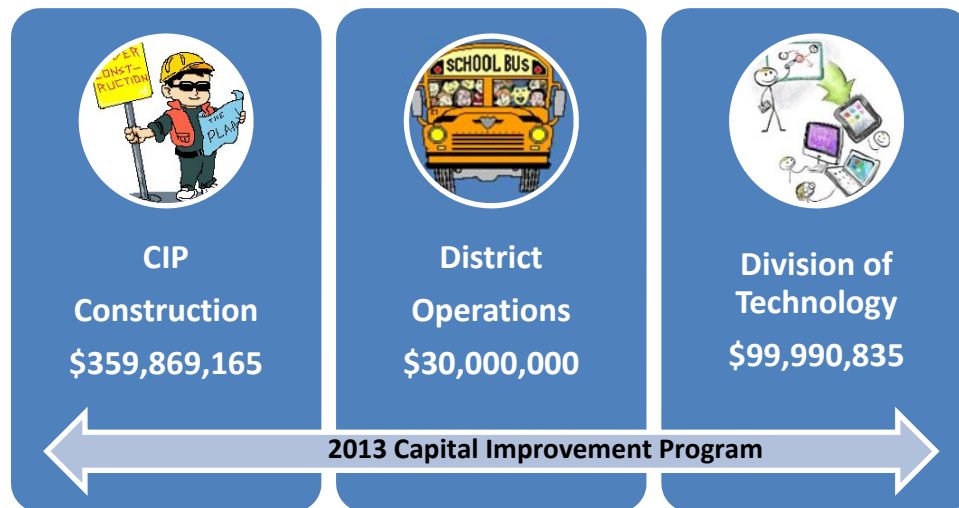 UNDER
CONST-
RUCTION
THE
PLAN
SCHOOL BUS
CIP
Construction
$359,869,165
District
Operations
$30,000,000
Division of
Technology
$99,990,835
2013 Capital Improvement Program